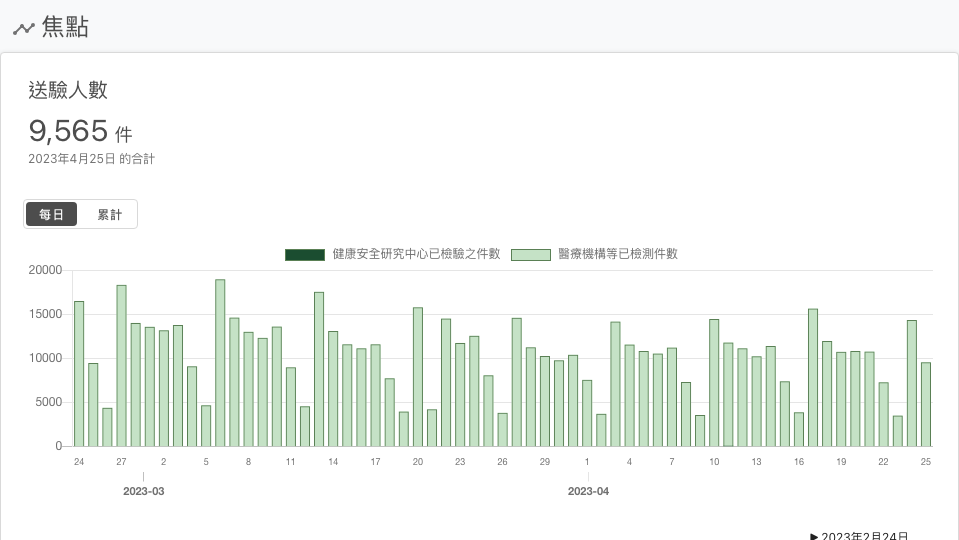 焦點
送驗人數
9,565 件
2023年4月25日 的合計
每日 累計
健康安全研究中心已檢驗之件數 醫療機構等已檢測件數
20000
15000
10000
5000
0
24 27 2 5 8 11 14 17 20 23 26 29 1 4 7 10 13 16 19 22 25
2023-03 2023-04
▶ 2023年2月24日